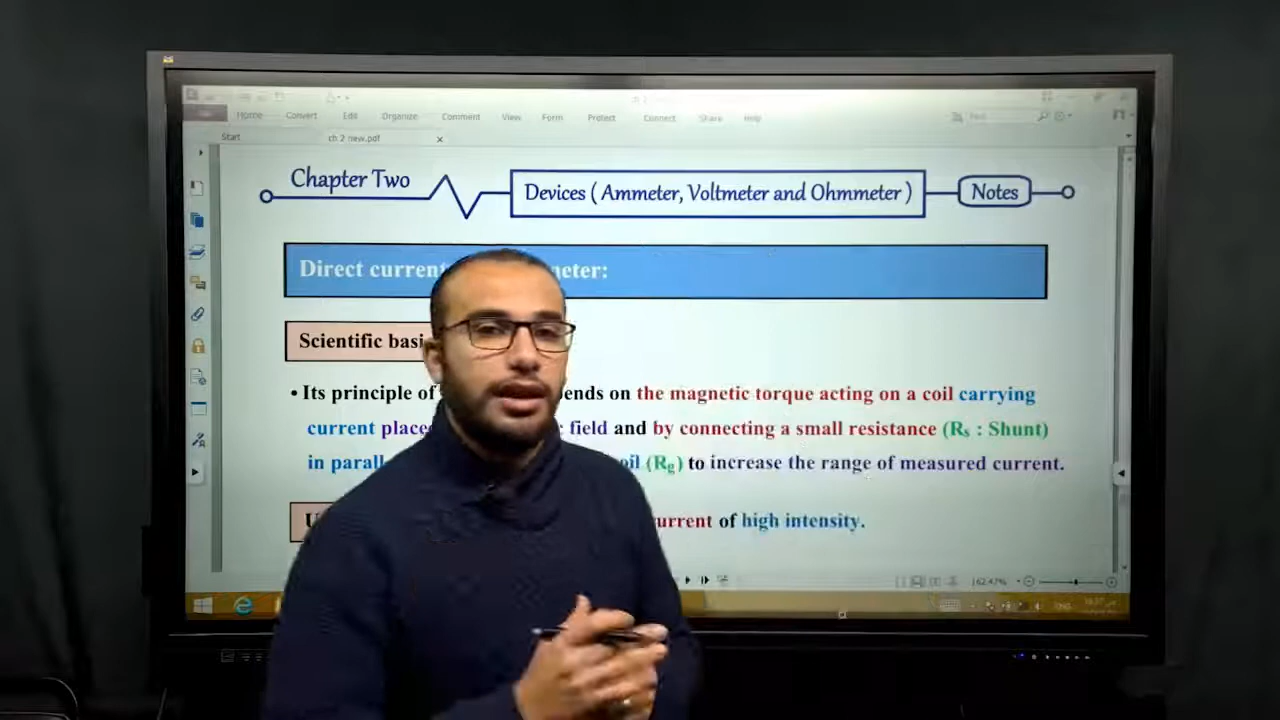 Home Convert Edit Organize Comment View Form Protect Connect Share Help Find
Start ch 2 new.pdf
Chapter Two Devices ( Ammeter, Voltmeter and Ohmmeter ) Notes
Direct current meter:
Scientific basi
• Its principle of ends on the magnetic torque acting on a coil carrying
current place field and by connecting a small resistance (Rs : Shunt)
in parall oil (Rg) to increase the range of measured current.
U urrent of high intensity.
162.47%